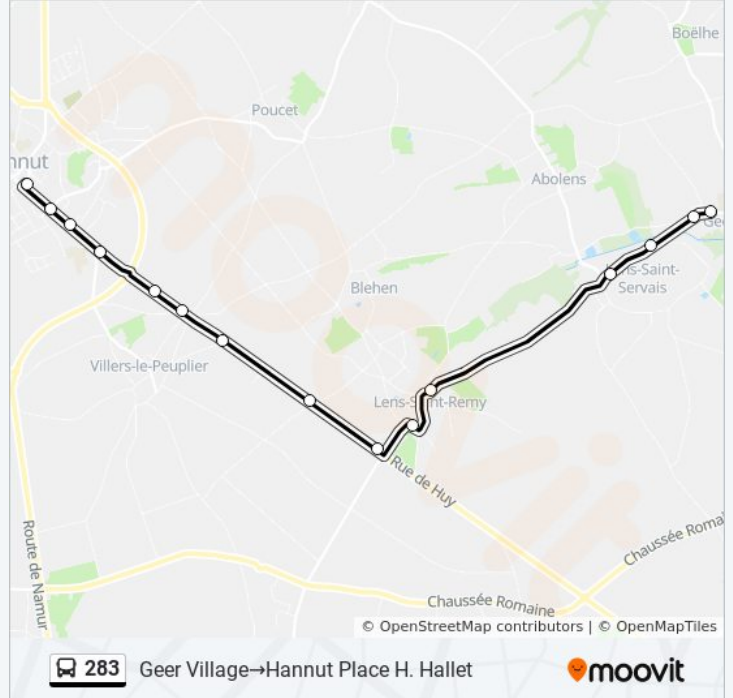 Boëlhe
Poucet
nnut
Abolens
Gee
Lens-Saint-
Servais
Blehen
Villers-le-Peuplier
Lens-Saint-Remy
Rue de Huy
Route de Namur
Chaussée Romai
Chaussée Romaine
© OpenStreetMap contributors | © OpenMapTiles
283 Geer Village→Hannut Place H. Hallet
moovit